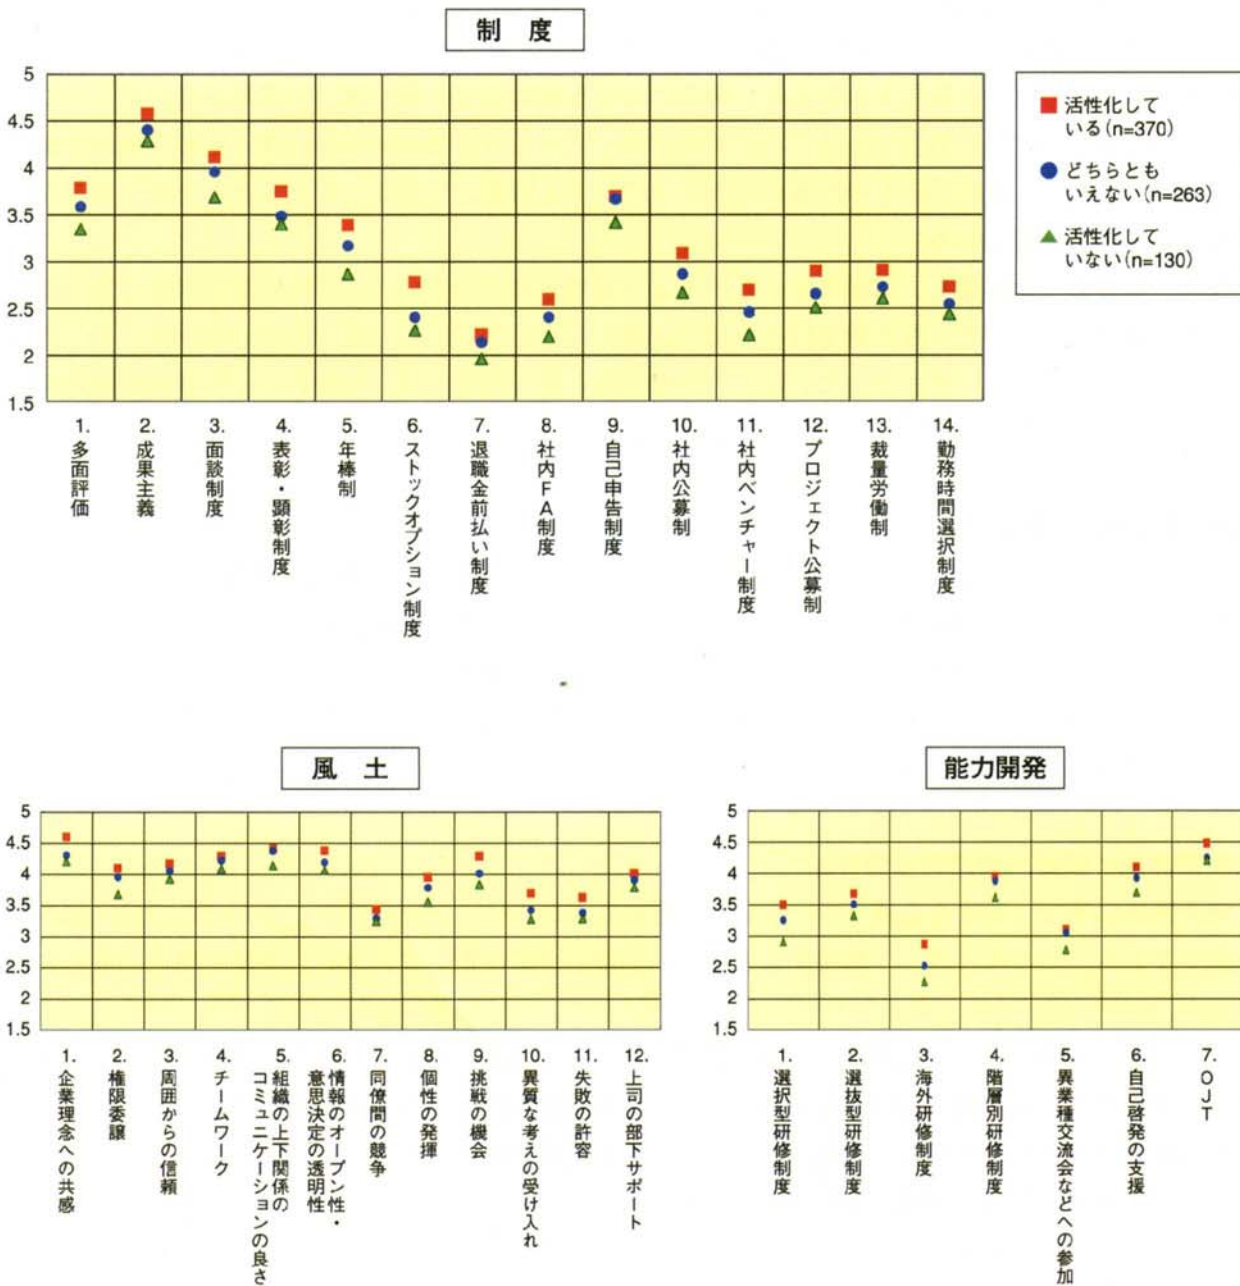 制 度
5
4.5
4
3.5
3
2.5
2
1.5
1.
多面評価
2.
成果主義
3.
面談制度
4.
表彰・顕彰制度
5.
年棒制
6.
ストックオプション制度
7.
退職金前払い制度
8.
社内FA制度
9.
自己申告制度
10.
社内公募制
11.
社内ベンチャー制度
12.
プロジェクト公募制
13.
裁量労働制
14.
勤務時間選択制度
活性化して
いる(n=370)
どちらとも
いえない(n=263)
活性化して
いない(n=130)
風 土
5
4.5
4
3.5
3
2.5
2
1.5
1.
企業理念への共感
2.
権限委譲
3.
周囲からの信頼
4.
チームワーク
5.
組織の上下関係の
コミュニケーションの良さ
6.
情報のオープン性・
意思決定の透明性
7.
同僚間の競争
8.
個性の発揮
9.
挑戦の機会
10.
異質な考えの受け入れ
11.
失敗の許容
12.
上司の部下サポート
能力開発
5
4.5
4
3.5
3
2.5
2
1.5
1.
選択型研修制度
2.
選抜型研修制度
3.
海外研修制度
4.
階層別研修制度
5.
異業種交流会などへの参加
6.
自己啓発の支援
7.
OJT